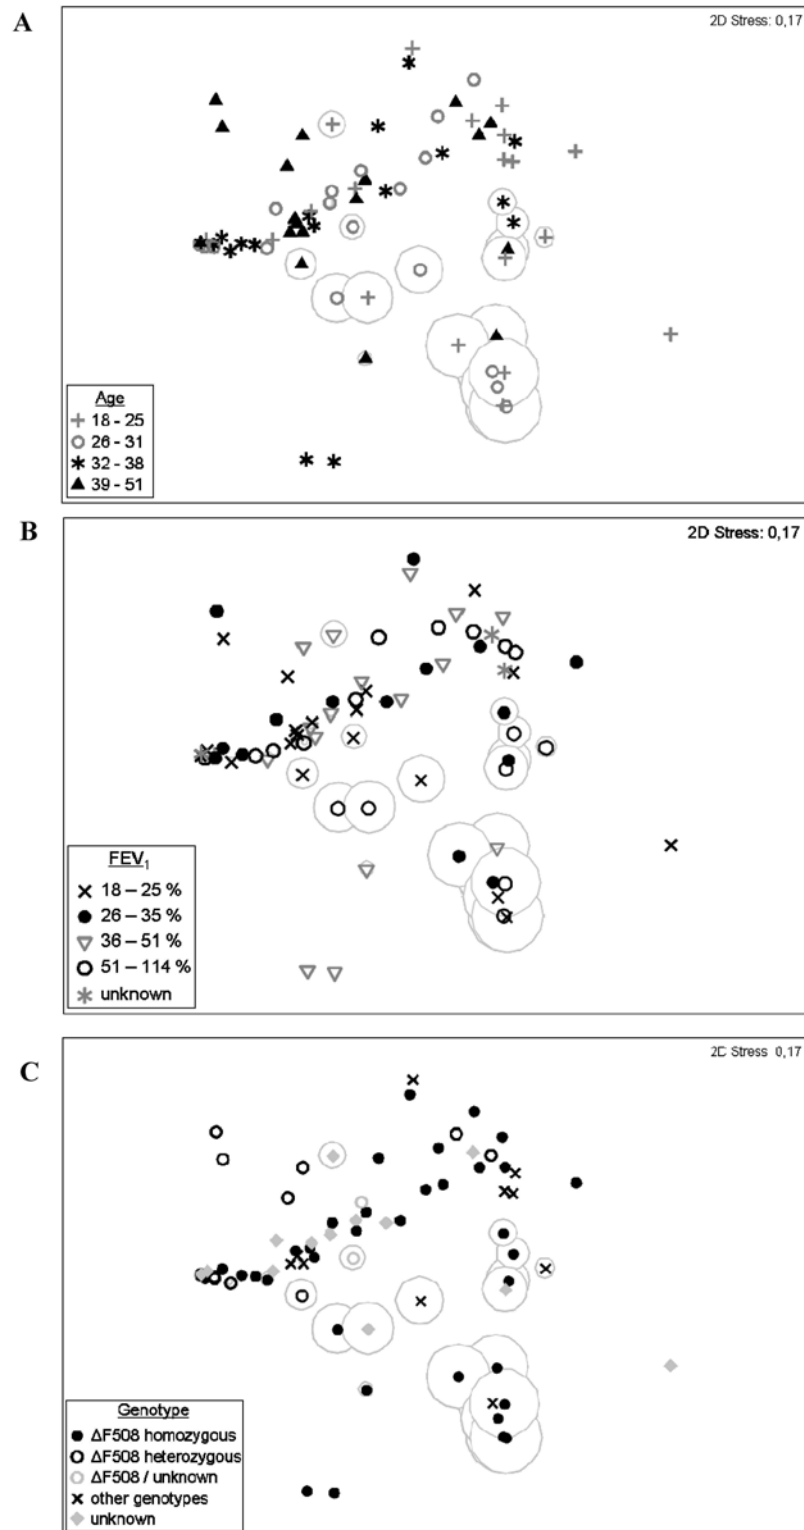 A
2D Stress: 0,17
Age
18 - 25
26 - 31
32 - 38
39 - 51
B
2D Stress: 0,17
FEV1
18 – 25 %
26 – 35 %
36 – 51 %
51 – 114 %
unknown
C
2D Stress 0,17
Genotype
ΔF508 homozygous
ΔF508 heterozygous
ΔF508 / unknown
other genotypes
unknown